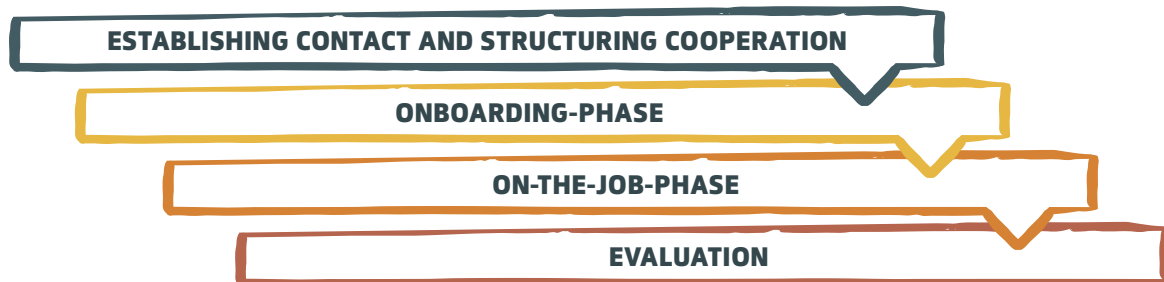 ESTABLISHING CONTACT AND STRUCTURING COOPERATION
ONBOARDING-PHASE
ON-THE-JOB-PHASE
EVALUATION